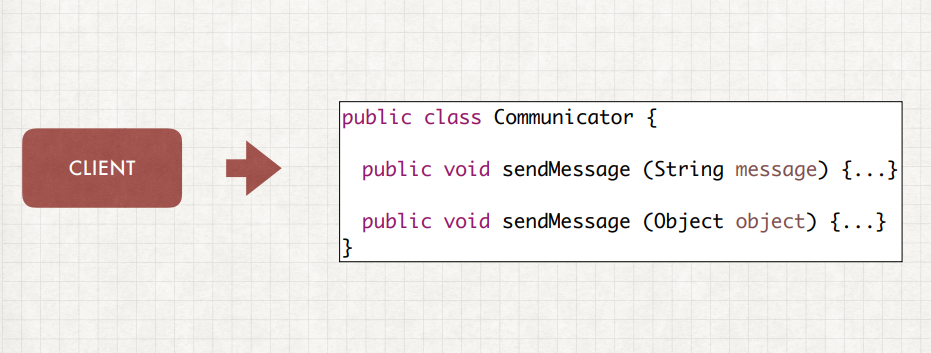 CLIENT
public class Communicator {
public void sendMessage (String message) {...}
public void sendMessage (Object object) {...}
}